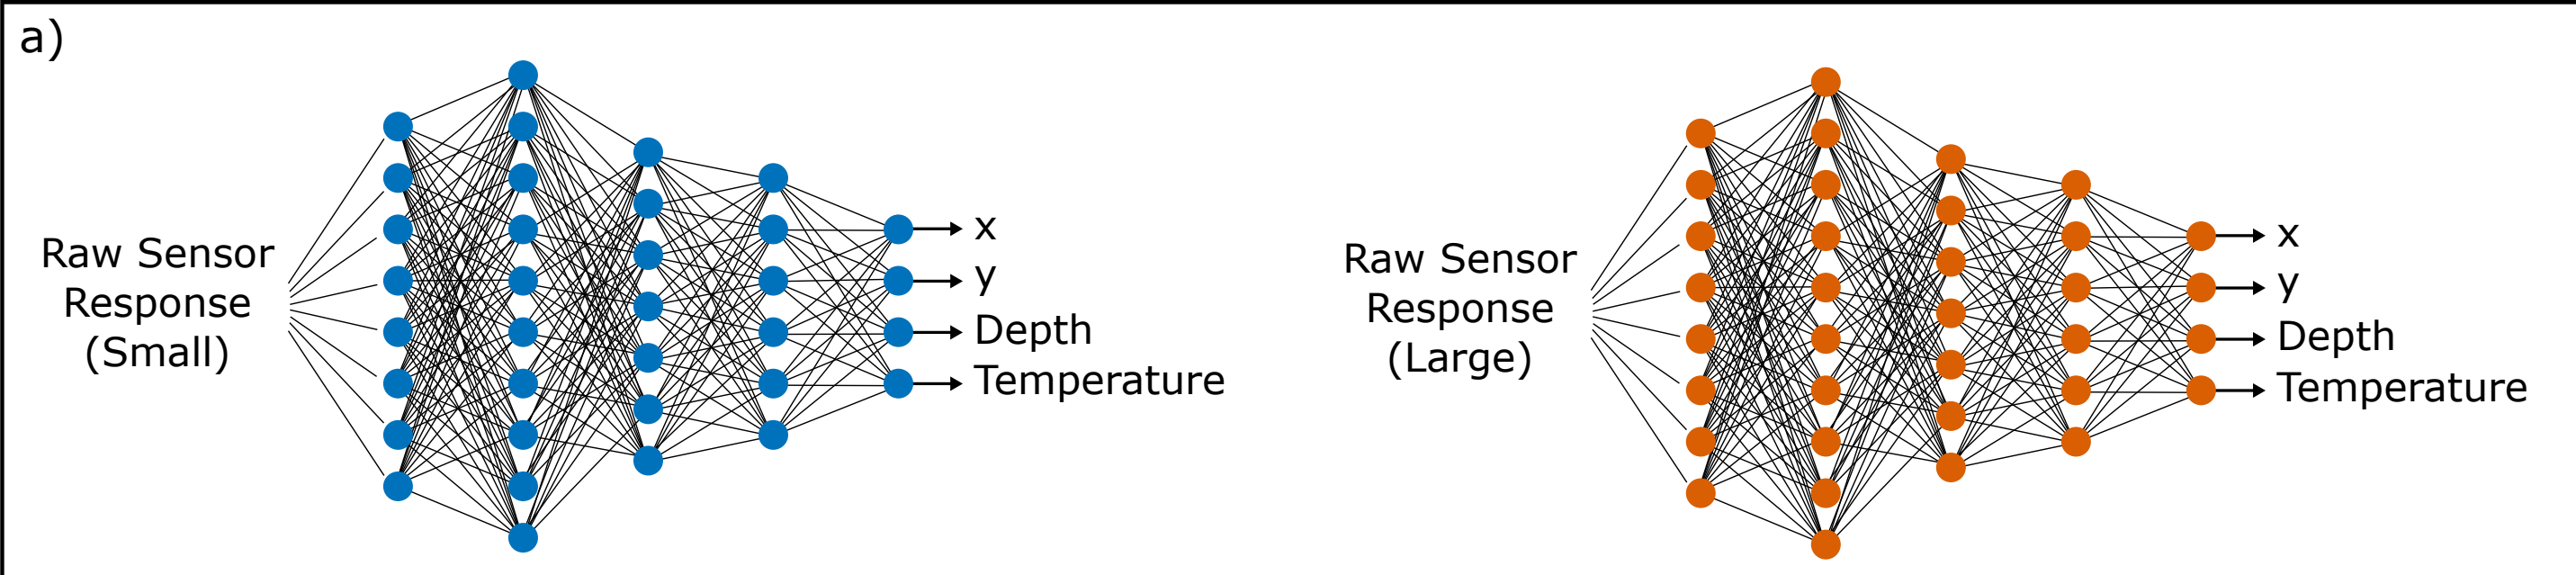 a)
Raw Sensor
Response
(Small)
x
y
Depth
Temperature
Raw Sensor
Response
(Large)
x
y
Depth
Temperature